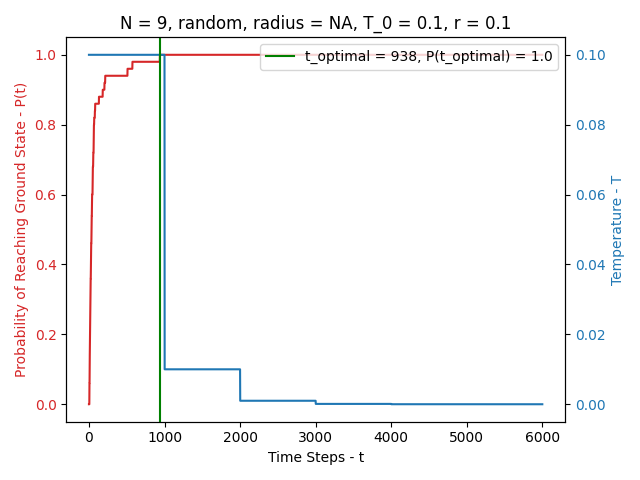 N = 9, random, radius = NA, T_0 = 0.1, r = 0.1
t_optimal = 938, P(t_optimal) = 1.0
Probability of Reaching Ground State - P(t)
1.0
0.8
0.6
0.4
0.2
0.0
0.10
0.08
0.06
0.04
0.02
0.00
Temperature - T
0 1000 2000 3000 4000 5000 6000
Time Steps - t